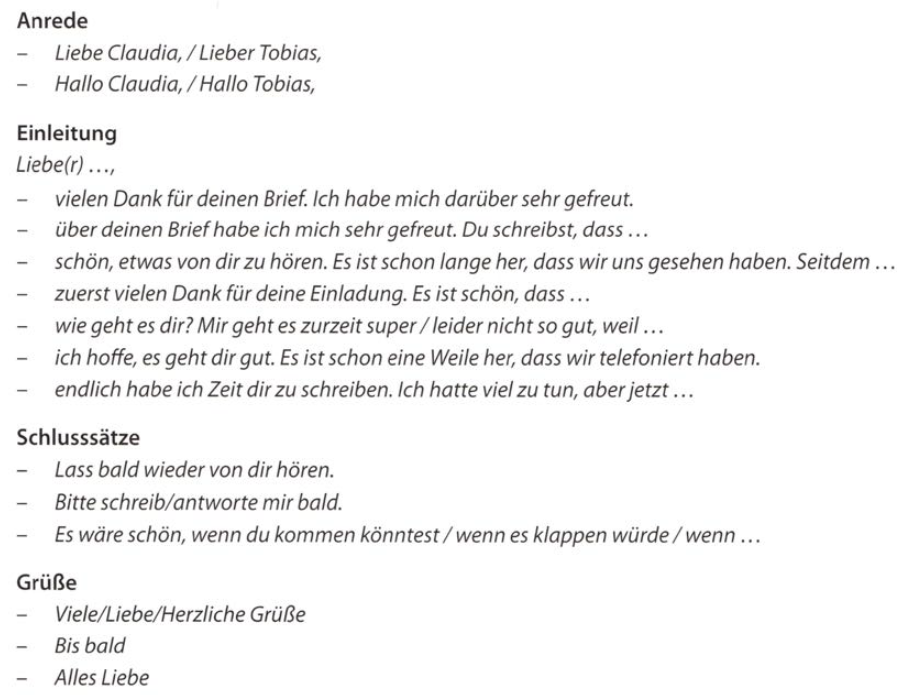 Anrede
– Liebe Claudia, / Lieber Tobias,
– Hallo Claudia, / Hallo Tobias,
Einleitung
Liebe(r) …,
– vielen Dank für deinen Brief. Ich habe mich darüber sehr gefreut.
– über deinen Brief habe ich mich sehr gefreut. Du schreibst, dass …
– schön, etwas von dir zu hören. Es ist schon lange her, dass wir uns gesehen haben. Seitdem …
– zuerst vielen Dank für deine Einladung. Es ist schön, dass …
– wie geht es dir? Mir geht es zurzeit super / leider nicht so gut, weil …
– ich hoffe, es geht dir gut. Es ist schon eine Weile her, dass wir telefoniert haben.
– endlich habe ich Zeit dir zu schreiben. Ich hatte viel zu tun, aber jetzt …
Schlusssätze
– Lass bald wieder von dir hören.
– Bitte schreib/antworte mir bald.
– Es wäre schön, wenn du kommen könntest / wenn es klappen würde / wenn …
Grüße
– Viele/Liebe/Herzliche Grüße
– Bis bald
– Alles Liebe